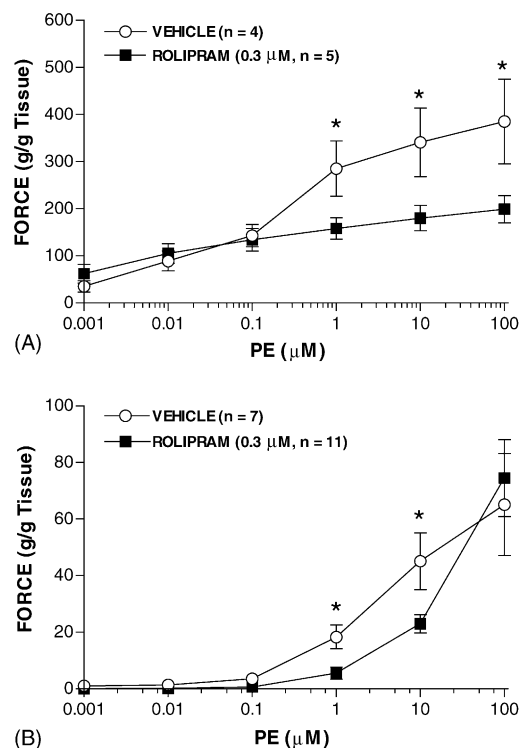 600
500
400
300
200
100
0
FORCE (g/g Tissue)
VEHICLE (n = 4)
ROLIPRAM (0.3 μM, n = 5)
*
*
*
0.001 0.01 0.1 1 10 100
PE (μM)
(A)
100
80
60
40
20
0
FORCE (g/g Tissue)
VEHICLE (n = 7)
ROLIPRAM (0.3 μM, n = 11)
*
*
0.001 0.01 0.1 1 10 100
PE (μM)
(B)